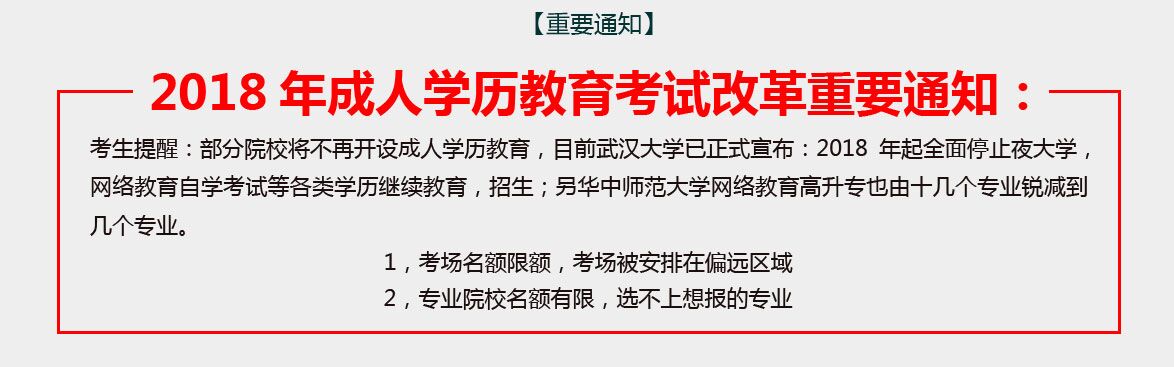 【重要通知】
2018 年成人学历教育考试改革重要通知：
考生提醒：部分院校将不再开设成人学历教育，目前武汉大学已正式宣布：2018 年起全面停止夜大学，
网络教育自学考试等各类学历继续教育，招生；另华中师范大学网络教育高升专也由十几个专业锐减到
几个专业。
1，考场名额限额，考场被安排在偏远区域
2，专业院校名额有限，选不上想报的专业